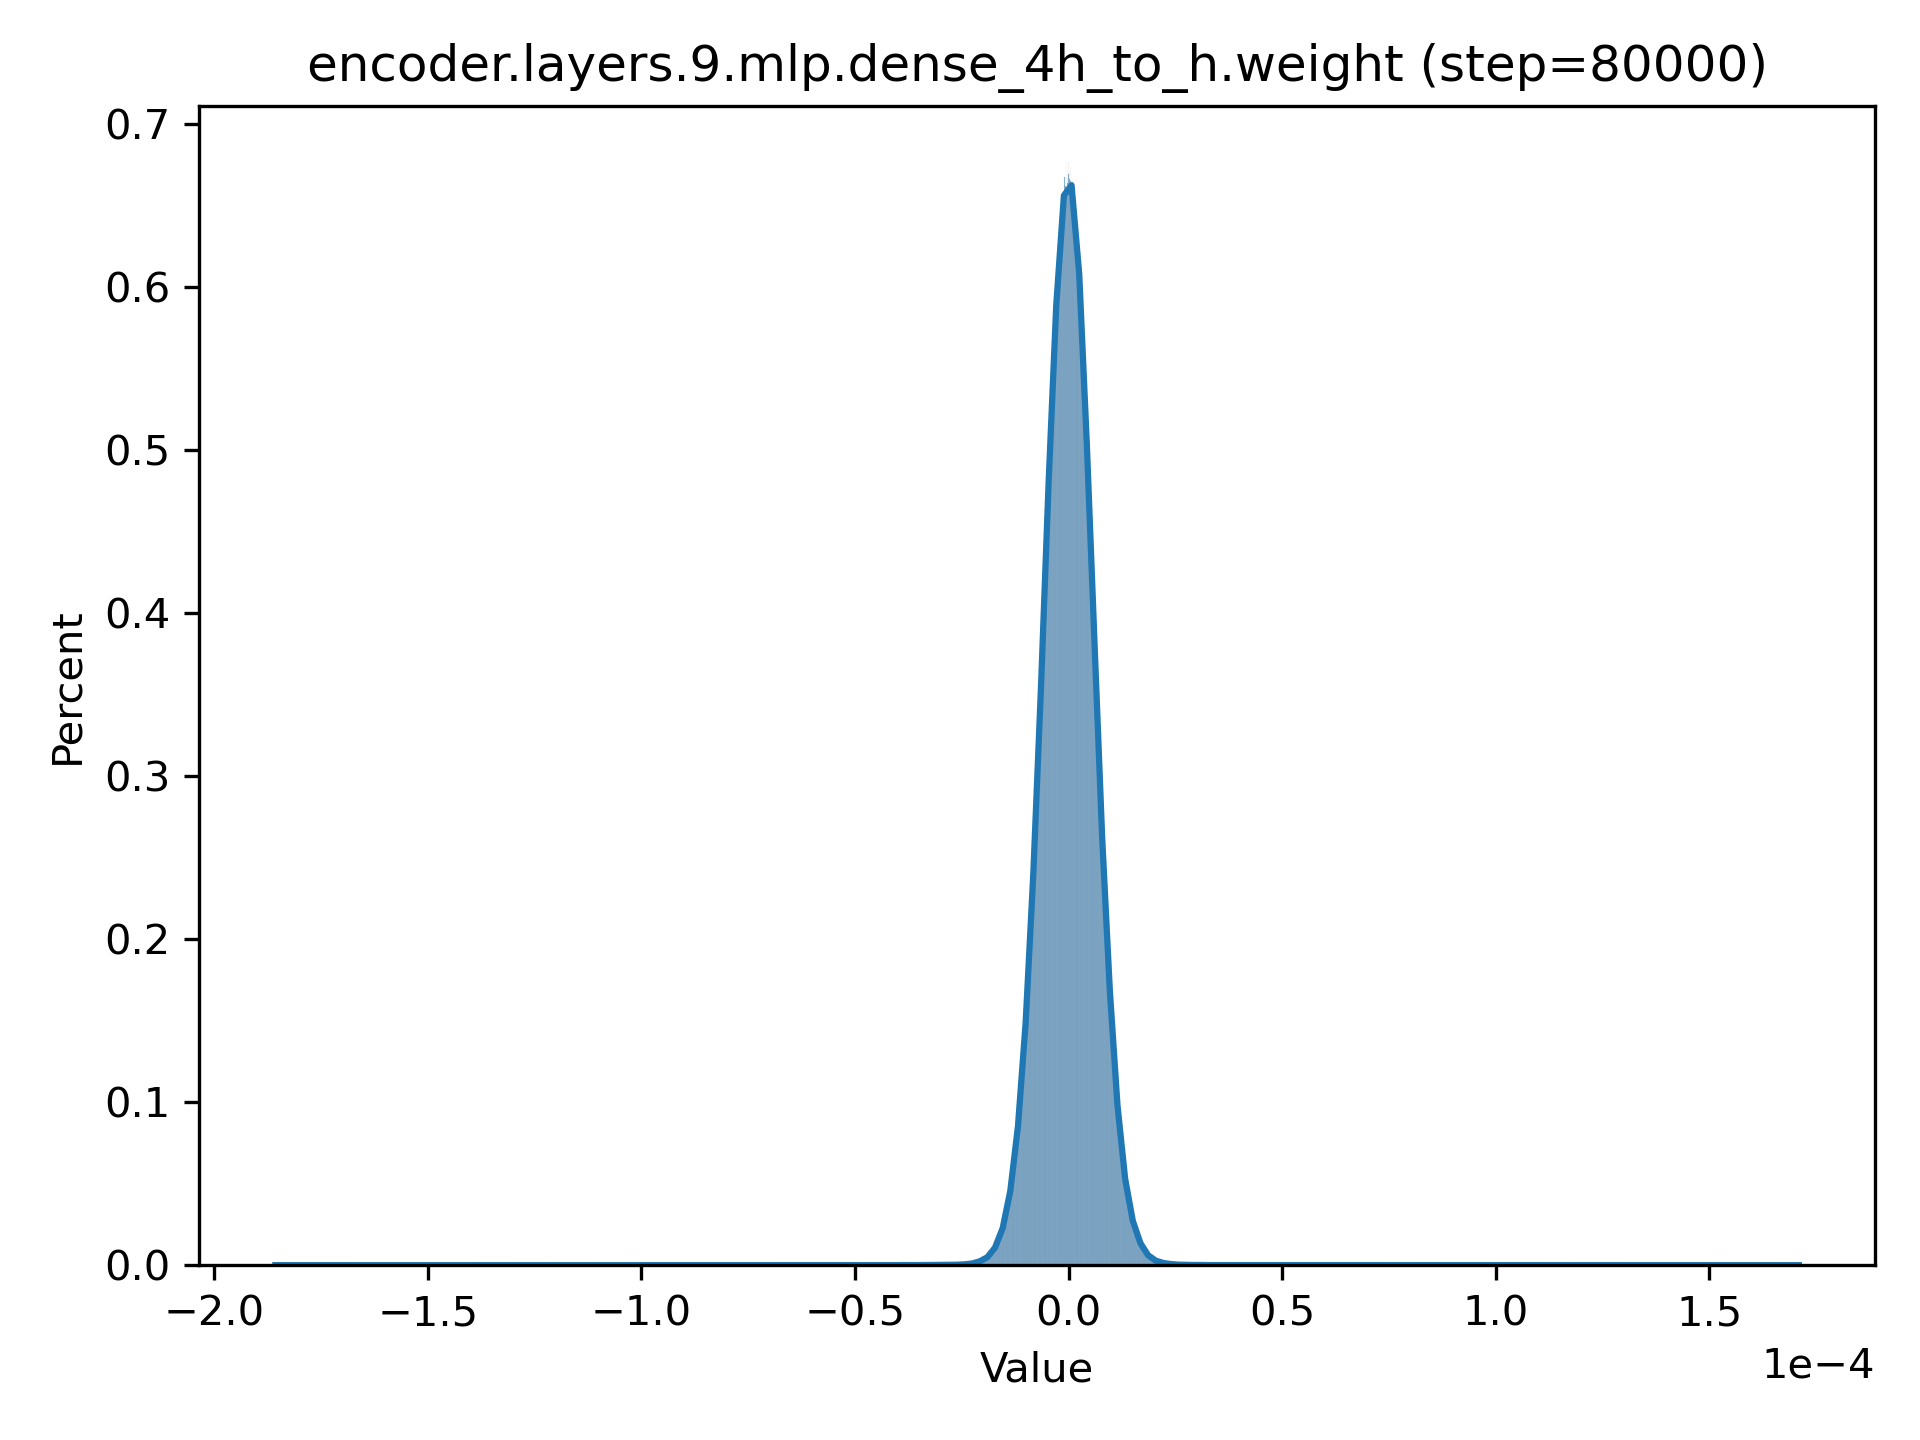 encoder.layers.9.mlp.dense_4h_to_h.weight (step=80000)
0.7
0.6
0.5
0.4
0.3
0.2
0.1
0.0
Percent
−2.0 −1.5 −1.0 −0.5 0.0 0.5 1.0 1.5
1e−4
Value